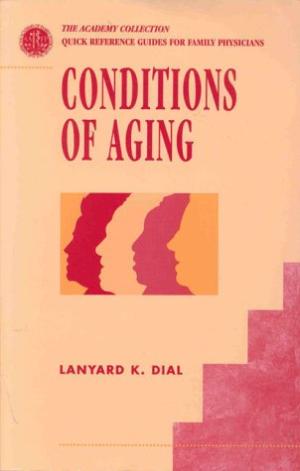 THE ACADEMY COLLECTION
QUICK REFERENCE GUIDES FOR FAMILY PHYSICIANS
CONDITIONS
OF AGING
LANYARD K. DIAL